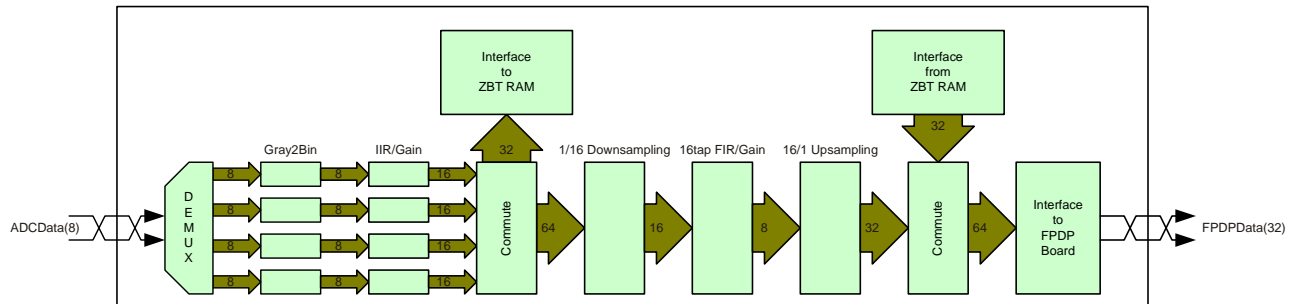 Interface
to
ZBT RAM
Interface
from
ZBT RAM
32
32
Gray2Bin
IIR/Gain
1/16 Downsampling
16tap FIR/Gain
16/1 Upsampling
ADCData(8)
D
E
M
U
X
8
8
16
8
8
16
8
8
16
8
8
16
Commute
64
16
8
32
Commute
64
Interface
to
FPDP
Board
FPDPData(32)